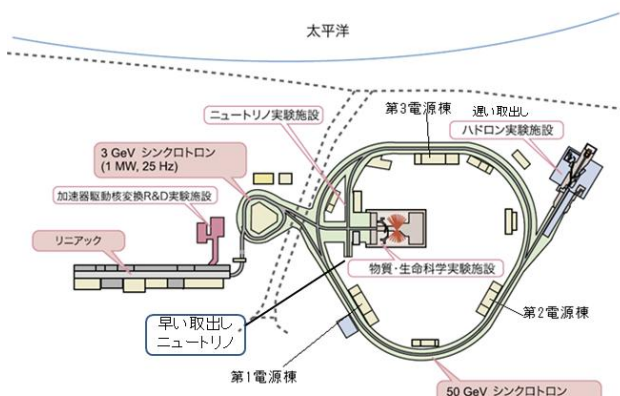 太平洋
ニュートリノ実験施設
第3電源棟
遅い取出し
ハドロン実験施設
3 GeV シンクロトロン
(1 MW, 25 Hz)
加速器駆動核変換R&D実験施設
リニアック
物質・生命科学実験施設
早い取出し
ニュートリノ
第2電源棟
第1電源棟
50 GeV シンクロトロン